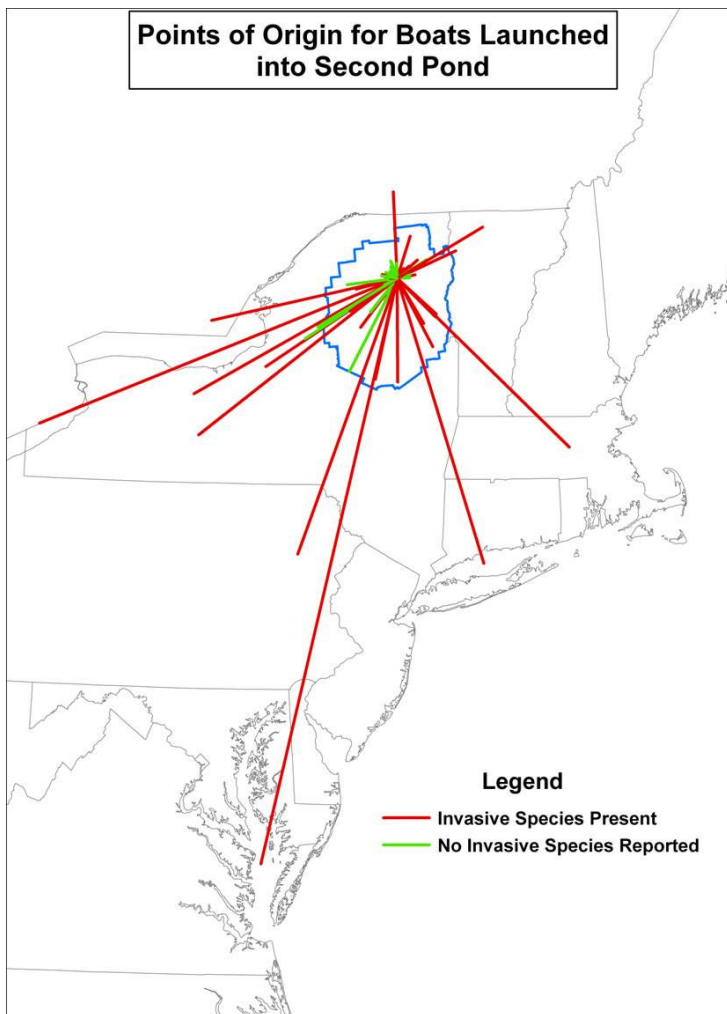 Points of Origin for Boats Launched
into Second Pond
Legend
Invasive Species Present
No Invasive Species Reported